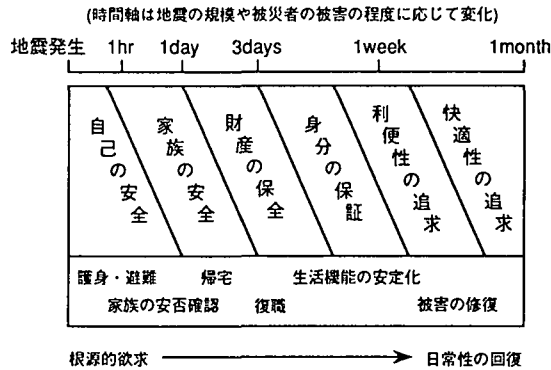 (時間軸は地震の規模や被災者の被害の程度に応じて変化)
地震発生 1hr 1day 3days 1week 1month
自己の安全
家族の安全
財産の保全
身分の保証
利便性の追求
快適性の追求
護身・避難 帰宅 生活機能の安定化
家族の安否確認 復職 被害の修復
根源的欲求 日常性の回復